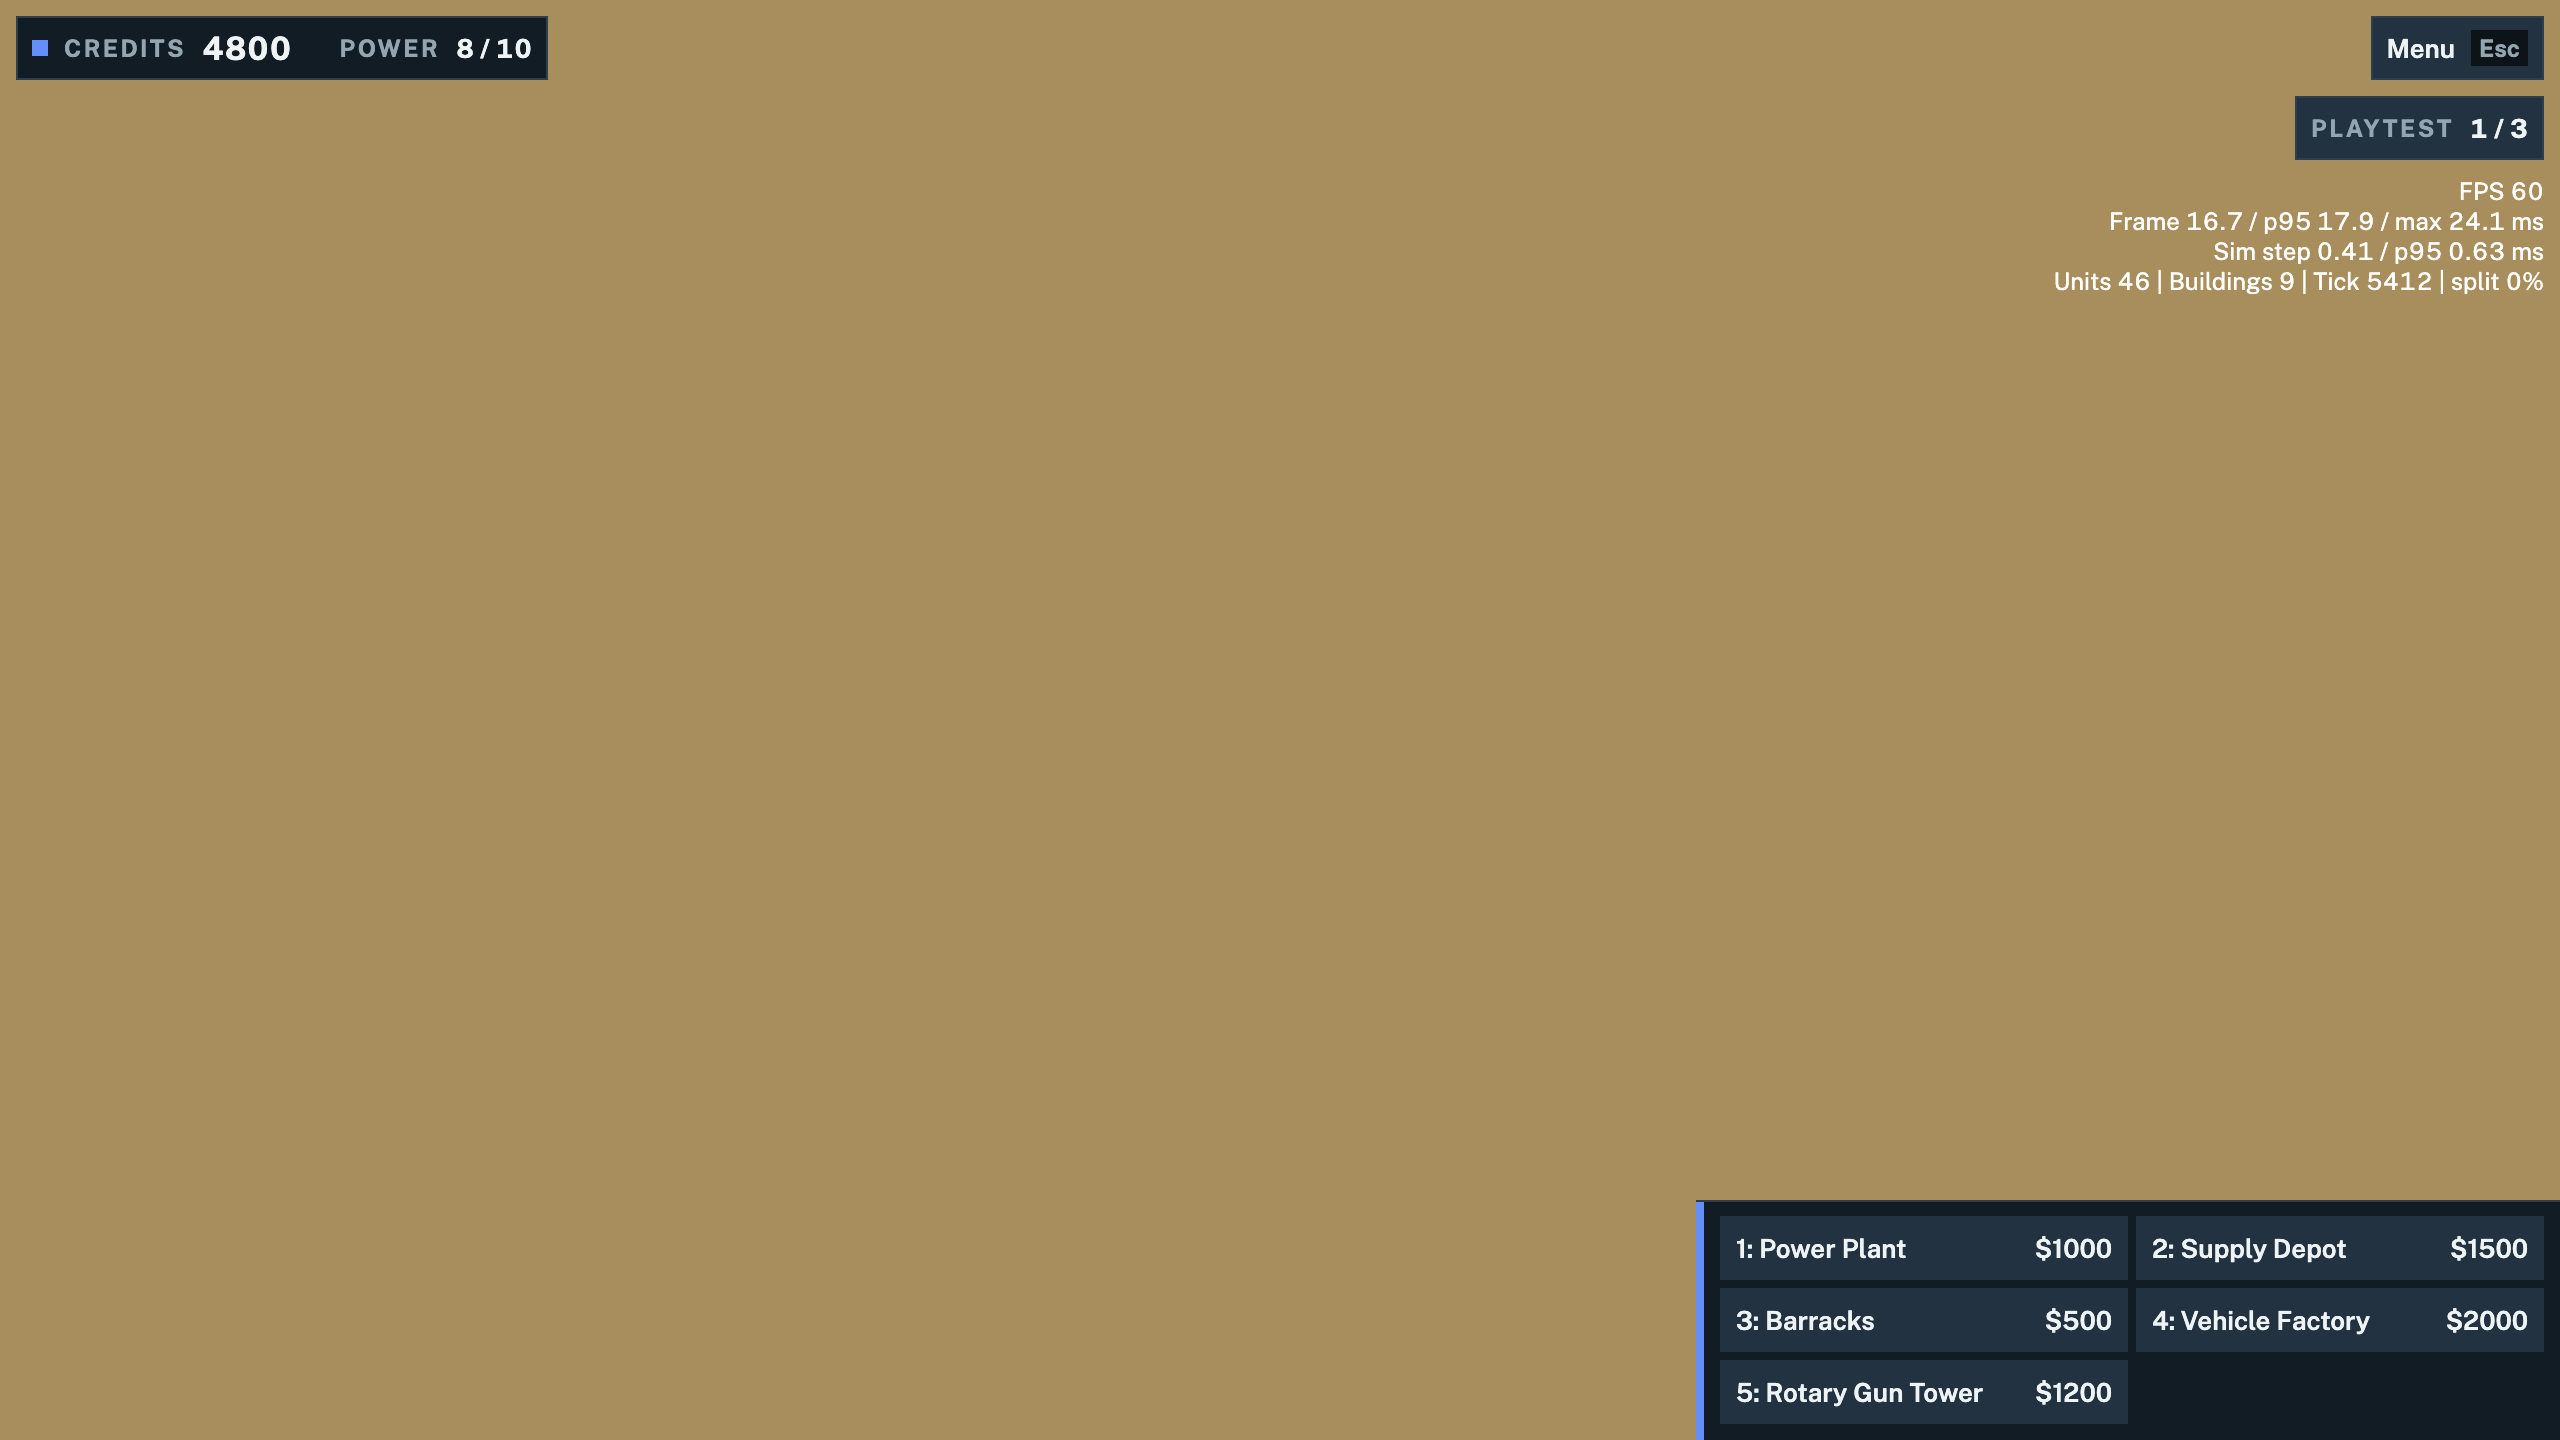 CREDITS 4800 POWER 8/10
Menu Esc
PLAYTEST 1/3
FPS 60
Frame 16.7 / p95 17.9 / max 24.1 ms
Sim step 0.41 / p95 0.63 ms
Units 46 | Buildings 9 | Tick 5412 | split 0%
1: Power Plant $1000
2: Supply Depot $1500
3: Barracks $500
4: Vehicle Factory $2000
5: Rotary Gun Tower $1200